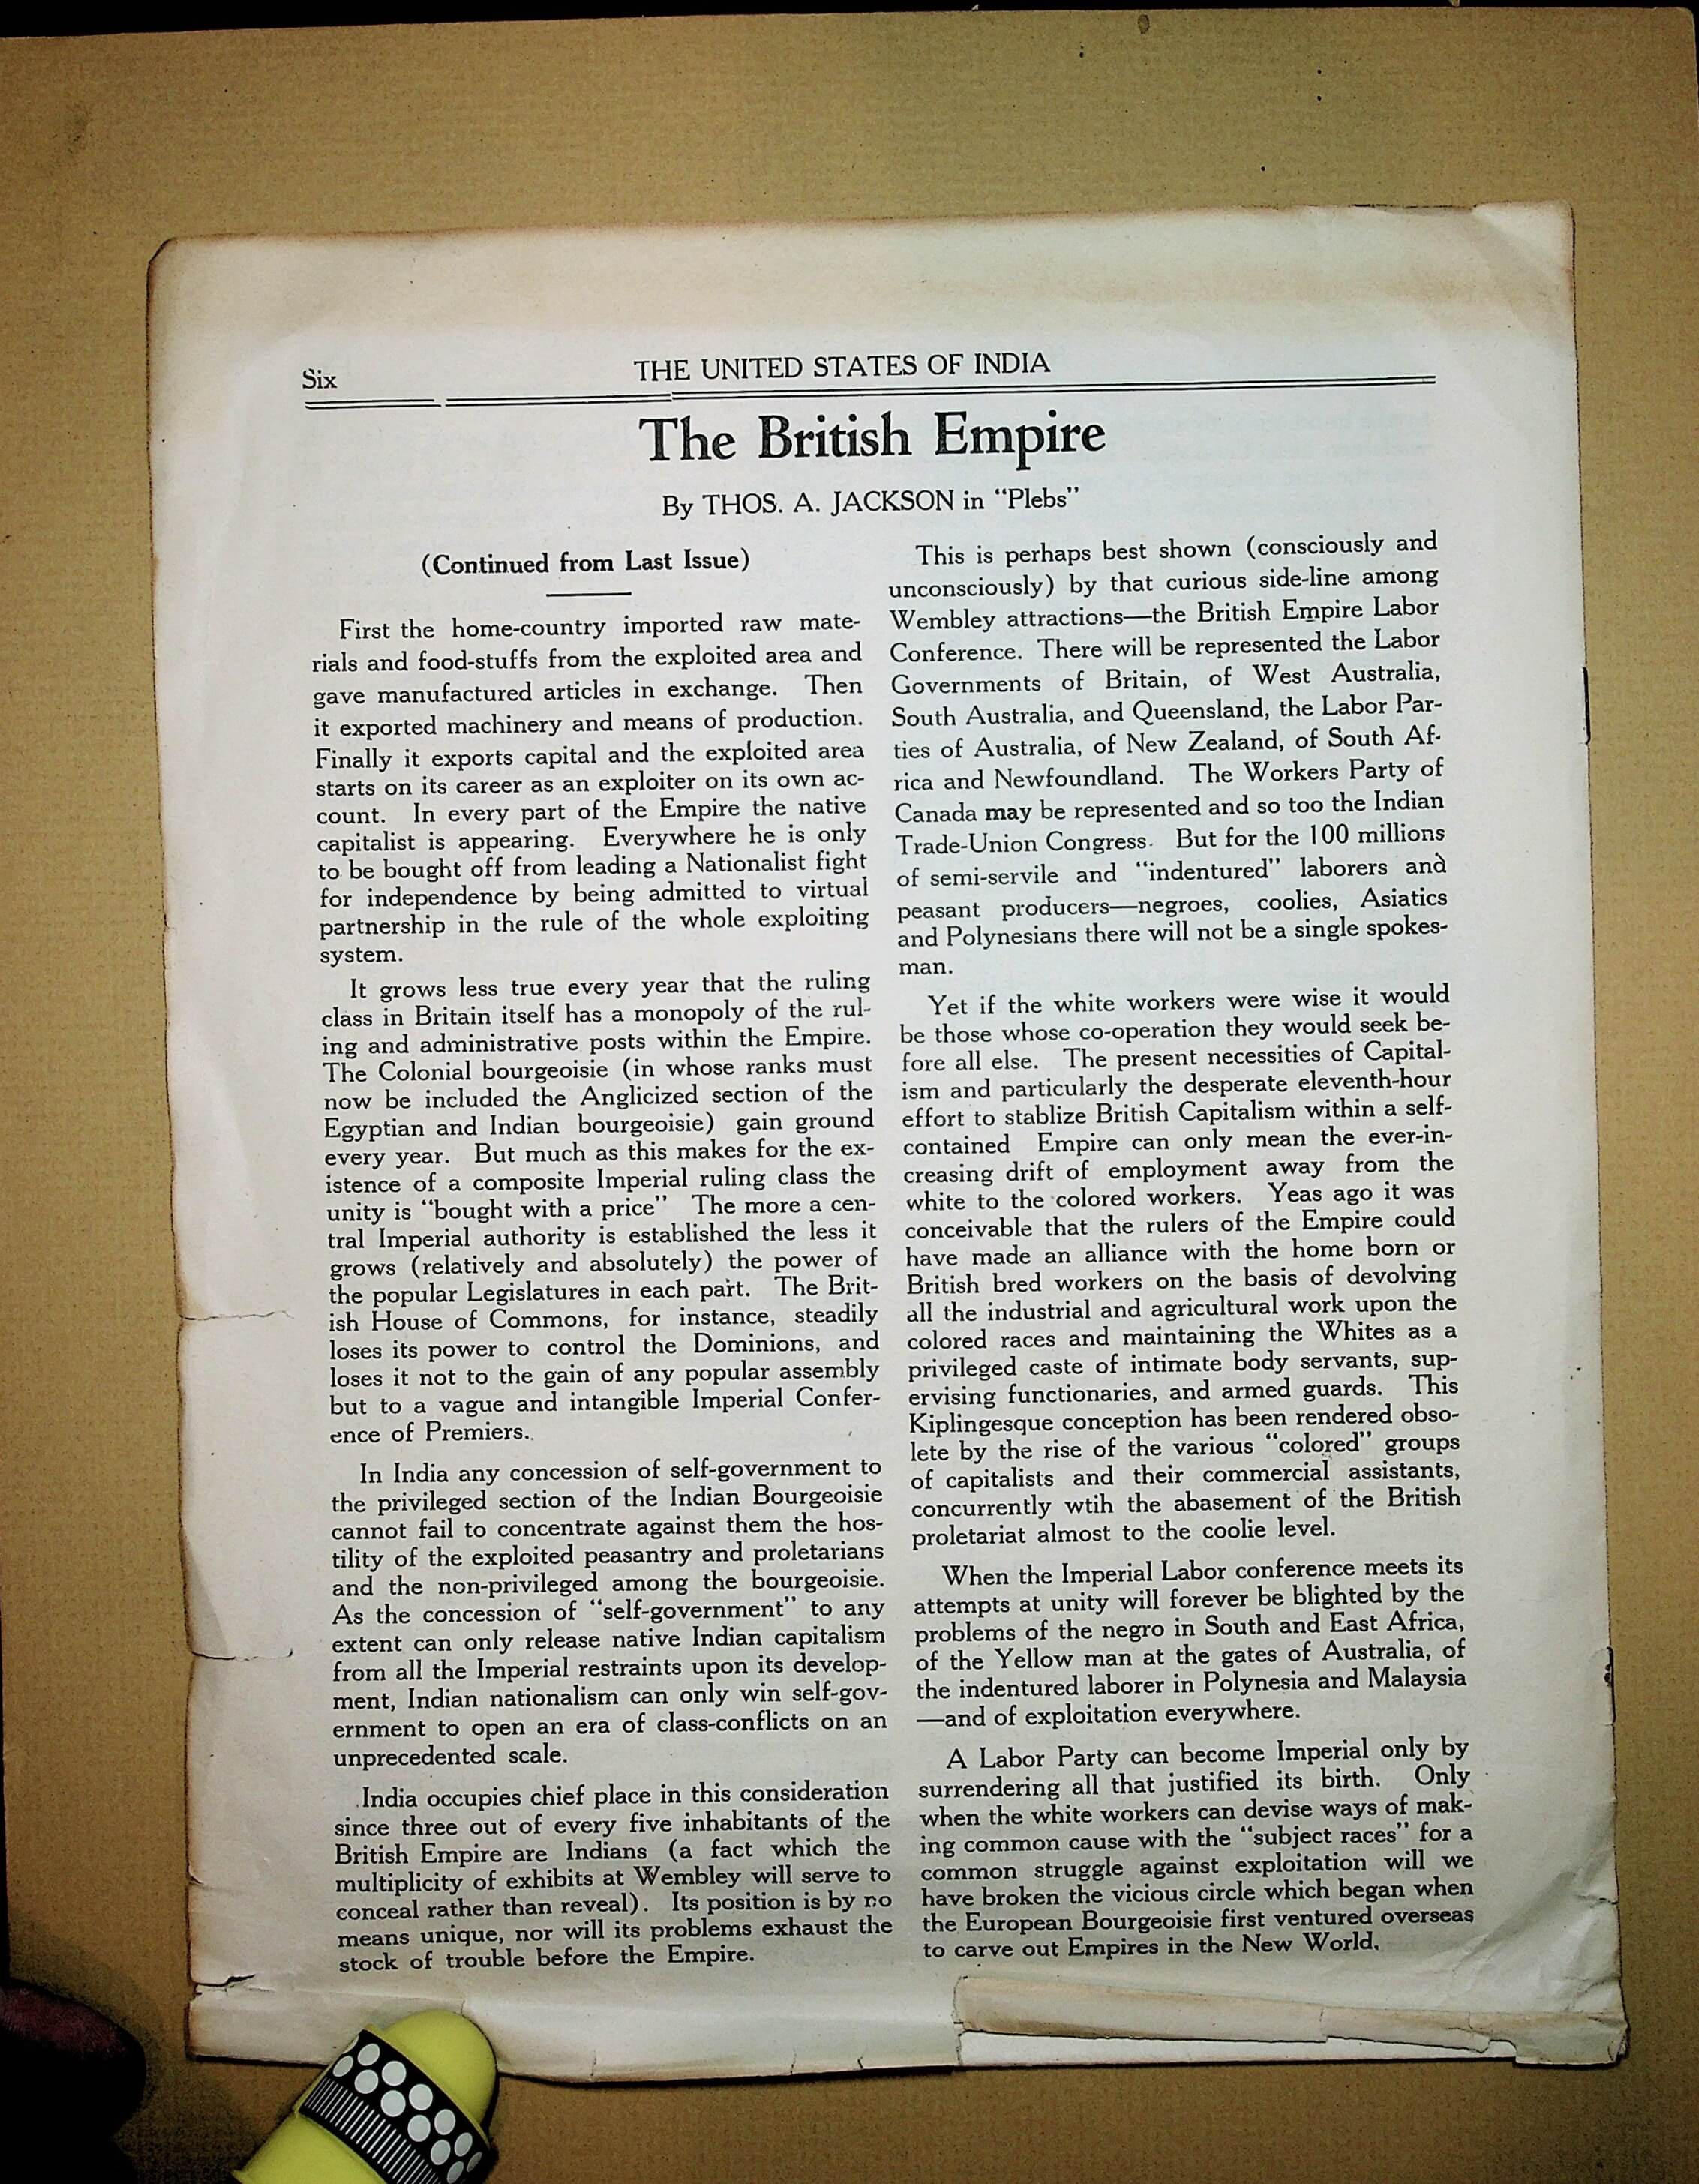 Six
THE UNITED STATES OF INDIA
The British Empire
By THOS. A. JACKSON in "Plebs"
(Continued from Last Issue)
First the home-country imported raw mate-
rials and food-stuffs from the exploited area and
gave manufactured articles in exchange. Then
it exported machinery and means of production.
Finally it exports capital and the exploited area
starts on its career as an exploiter on its own ac-
count. In every part of the Empire the native
capitalist is appearing. Everywhere he is only
to be bought off from leading a Nationalist fight
for independence by being admitted to virtual
partnership in the rule of the whole exploiting
system.
It grows less true every year that the ruling
class in Britain itself has a monopoly of the rul-
ing and administrative posts within the Empire.
The Colonial bourgeoisie (in whose ranks must
now be included the Anglicized section of the
Egyptian and Indian bourgeoisie) gain ground
every year. But much as this makes for the ex-
istence of a composite Imperial ruling class the
unity is "bought with a price" The more a cen-
tral Imperial authority is established the less it
grows (relatively and absolutely) the power of
the popular Legislatures in each part. The Brit-
ish House of Commons, for instance, steadily
loses its power to control the Dominions, and
loses it not to the gain of any popular assembly
but to a vague and intangible Imperial Confer-
ence of Premiers.
In India any concession of self-government to
the privileged section of the Indian Bourgeoisie
cannot fail to concentrate against them the hos-
tility of the exploited peasantry and proletarians
and the non-privileged among the bourgeoisie.
As the concession of "self-government" to any
extent can only release native Indian capitalism
from all the Imperial restraints upon its develop-
ment, Indian nationalism can only win self-gov-
ernment to open an era of class-conflicts on an
unprecedented scale.
India occupies chief place in this consideration
since three out of every five inhabitants of the
British Empire are Indians (a fact which the
multiplicity of exhibits at Wembley will serve to
conceal rather than reveal). Its position is by no
means unique, nor will its problems exhaust the
stock of trouble before the Empire.
This is perhaps best shown (consciously and
unconsciously) by that curious side-line among
Wembley attractions—the British Empire Labor
Conference. There will be represented the Labor
Governments of Britain, of West Australia,
South Australia, and Queensland, the Labor Par-
ties of Australia, of New Zealand, of South Af-
rica and Newfoundland. The Workers Party of
Canada may be represented and so too the Indian
Trade-Union Congress. But for the 100 millions
of semi-servile and "indentured" laborers and
peasant producers—negroes, coolies, Asiatics
and Polynesians there will not be a single spokes-
man.
Yet if the white workers were wise it would
be those whose co-operation they would seek be-
fore all else. The present necessities of Capital-
ism and particularly the desperate eleventh-hour
effort to stablize British Capitalism within a self-
contained Empire can only mean the ever-in-
creasing drift of employment away from the
white to the colored workers. Yeas ago it was
conceivable that the rulers of the Empire could
have made an alliance with the home born or
British bred workers on the basis of devolving
all the industrial and agricultural work upon the
colored races and maintaining the Whites as a
privileged caste of intimate body servants, sup-
ervising functionaries, and armed guards. This
Kiplingesque conception has been rendered obso-
lete by the rise of the various "colored" groups
of capitalists and their commercial assistants,
concurrently wtih the abasement of the British
proletariat almost to the coolie level.
When the Imperial Labor conference meets its
attempts at unity will forever be blighted by the
problems of the negro in South and East Africa,
of the Yellow man at the gates of Australia, of
the indentured laborer in Polynesia and Malaysia
—and of exploitation everywhere.
A Labor Party can become Imperial only by
surrendering all that justified its birth. Only
when the white workers can devise ways of mak-
ing common cause with the "subject races" for a
common struggle against exploitation will we
have broken the vicious circle which began when
the European Bourgeoisie first ventured overseas
to carve out Empires in the New World.